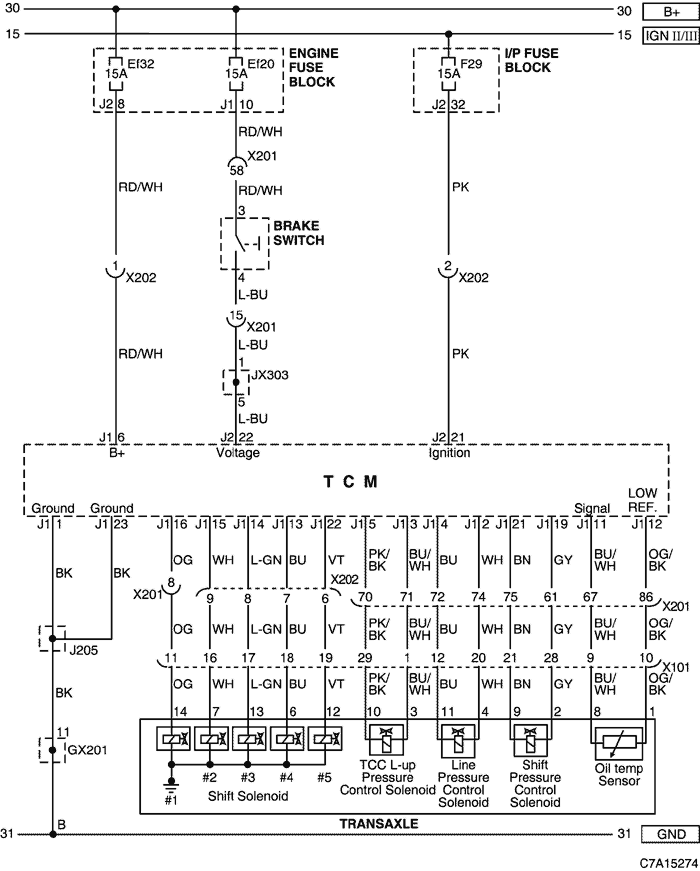 30 30 B+
15 15 IGN II/III
Ef32 15A Ef20 15A ENGINE FUSE BLOCK F29 15A I/P FUSE BLOCK
J2 8 J1 10 J2 32
RD/WH
X201
58
RD/WH RD/WH PK
3
BRAKE SWITCH
4
1 X202 2 X202
L-BU
15
X201
RD/WH L-BU PK
1
JX303
5
L-BU
J1 6 J2 22 J2 21
B+ Voltage Ignition
T C M
Ground Ground Signal LOW REF.
J1 1 J1 23 J1 16 J1 15 J1 14 J1 13 J1 22 J1 5 J1 3 J1 4 J1 2 J1 21 J1 19 J1 11 J1 12
BK BK OG WH L-GN BU VT PK/BK BU/WH BU WH BN GY BU/WH OG/BK
X201 8 X202
9 8 7 6 70 71 72 74 75 61 67 86 X201
OG WH L-GN BU VT PK/BK BU/WH BU WH BN GY BU/WH OG/BK
J205
11 16 17 18 19 29 1 12 20 21 28 9 10 X101
BK OG WH L-GN BU VT PK/BK BU/WH BU WH BN GY BU/WH OG/BK
14 7 13 6 12 10 3 11 4 9 2 8 1
11
GX201
#1 #2 #3 #4 #5
Shift Solenoid
TCC L-up Pressure Control Solenoid
Line Pressure Control Solenoid
Shift Pressure Control Solenoid
Oil temp Sensor
TRANSAXLE
B
31 31 GND
C7A15274